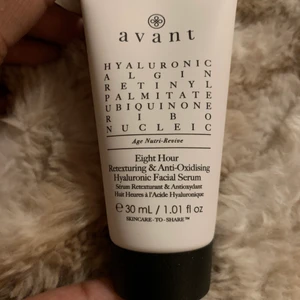 avant
HYALURONIC
ALGIN
RETINYL
PALMITATE
UBIQUINONE
RIBO
NUCLEIC
Age Nutri-Revive
Eight Hour
Retexturing & Anti-Oxidising
Hyaluronic Facial Serum
Sérum Retexturant & Antioxydant
Huit Heures à l'Acide Hyaluronique
℮ 30 mL / 1.01 fl oz
SKINCARE-TO-SHARE™